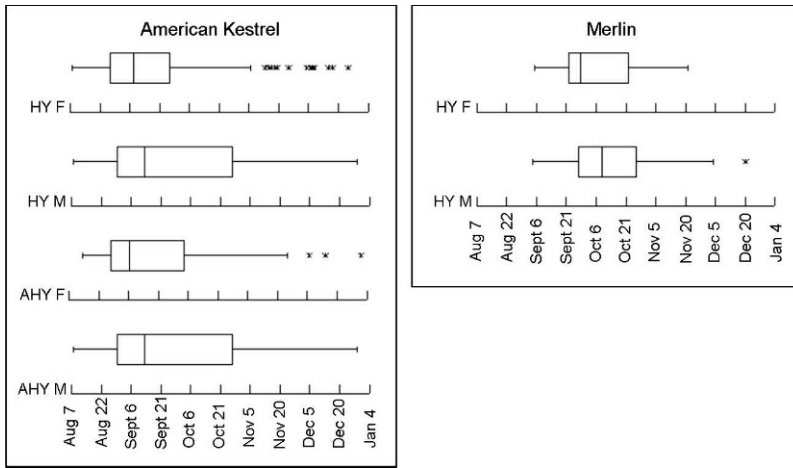 American Kestrel
HY F
HY M
AHY F
AHY M
Aug 7
Aug 22
Sept 6
Sept 21
Oct 6
Oct 21
Nov 5
Nov 20
Dec 5
Dec 20
Jan 4
Merlin
HY F
HY M
Aug 7
Aug 22
Sept 6
Sept 21
Oct 6
Oct 21
Nov 5
Nov 20
Dec 5
Dec 20
Jan 4